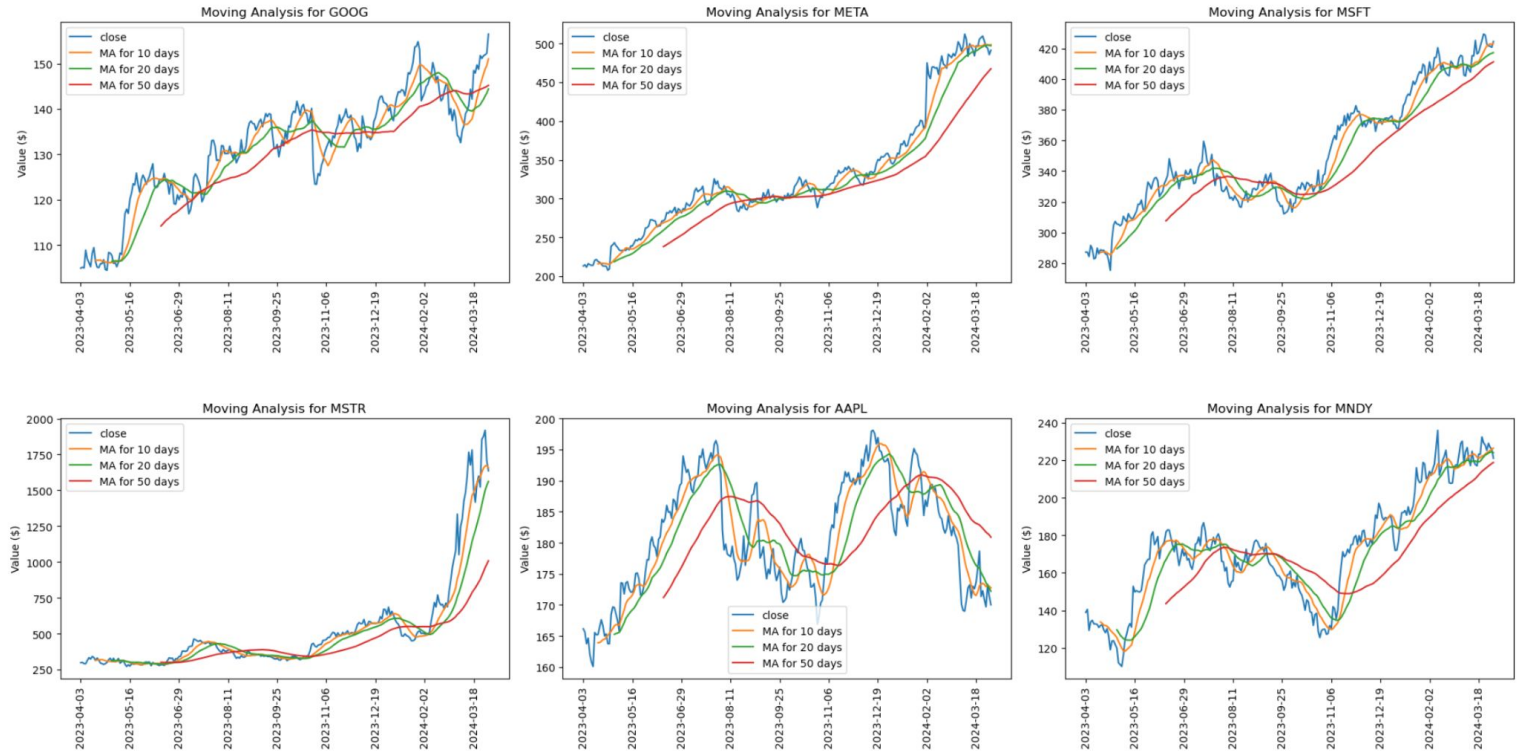 Moving Analysis for GOOG
Value ($)
150
140
130
120
110
close
MA for 10 days
MA for 20 days
MA for 50 days
2023-04-03
2023-05-16
2023-06-29
2023-08-11
2023-09-25
2023-11-06
2023-12-19
2024-02-02
2024-03-18
Moving Analysis for META
Value ($)
500
450
400
350
300
250
200
close
MA for 10 days
MA for 20 days
MA for 50 days
2023-04-03
2023-05-16
2023-06-29
2023-08-11
2023-09-25
2023-11-06
2023-12-19
2024-02-02
2024-03-18
Moving Analysis for MSFT
Value ($)
420
400
380
360
340
320
300
280
close
MA for 10 days
MA for 20 days
MA for 50 days
2023-04-03
2023-05-16
2023-06-29
2023-08-11
2023-09-25
2023-11-06
2023-12-19
2024-02-02
2024-03-18
Moving Analysis for MSTR
Value ($)
2000
1750
1500
1250
1000
750
500
250
close
MA for 10 days
MA for 20 days
MA for 50 days
2023-04-03
2023-05-16
2023-06-29
2023-08-11
2023-09-25
2023-11-06
2023-12-19
2024-02-02
2024-03-18
Moving Analysis for AAPL
Value ($)
200
195
190
185
180
175
170
165
160
close
MA for 10 days
MA for 20 days
MA for 50 days
2023-04-03
2023-05-16
2023-06-29
2023-08-11
2023-09-25
2023-11-06
2023-12-19
2024-02-02
2024-03-18
Moving Analysis for MNDY
Value ($)
240
220
200
180
160
140
120
close
MA for 10 days
MA for 20 days
MA for 50 days
2023-04-03
2023-05-16
2023-06-29
2023-08-11
2023-09-25
2023-11-06
2023-12-19
2024-02-02
2024-03-18